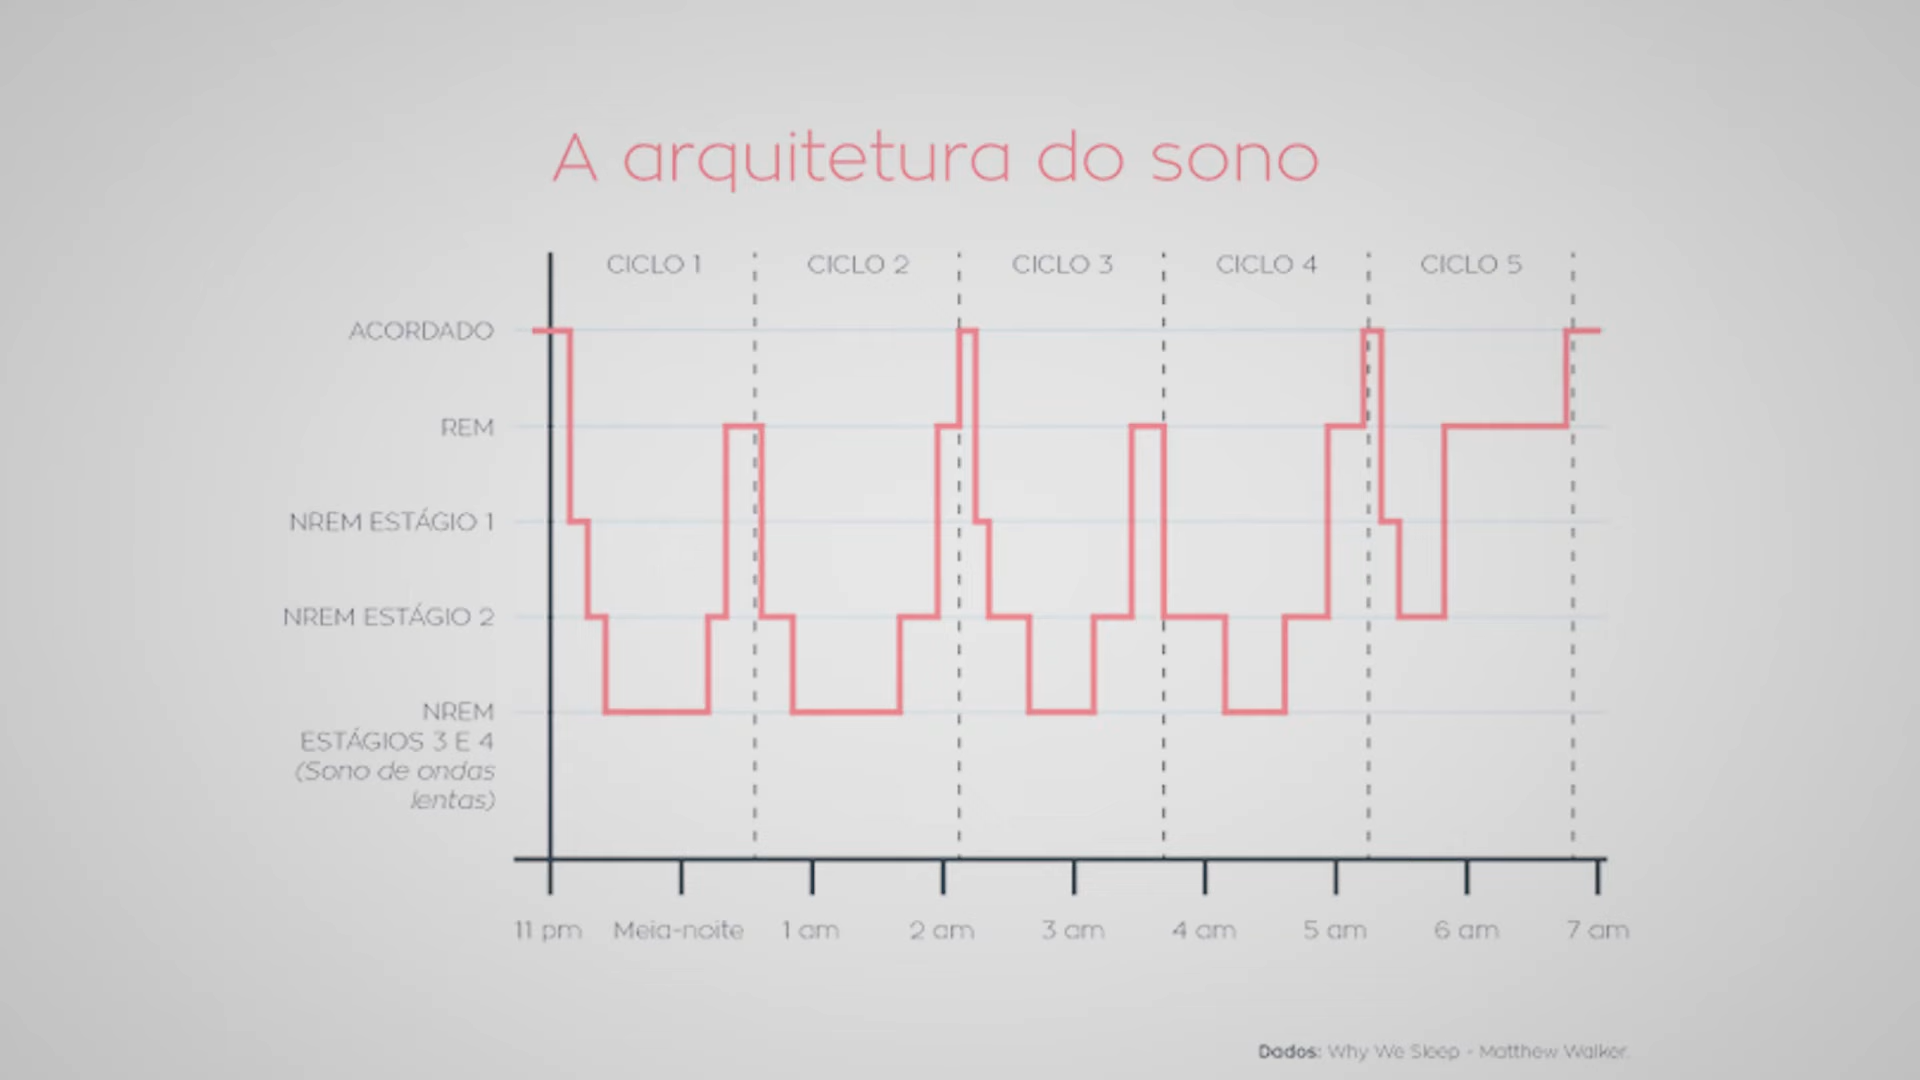 A arquitetura do sono
CICLO 1
CICLO 2
CICLO 3
CICLO 4
CICLO 5
ACORDADO
REM
NREM ESTÁGIO 1
NREM ESTÁGIO 2
NREM
ESTÁGIOS 3 E 4
(Sono de ondas
lentas)
11 pm
Meia-noite
1 am
2 am
3 am
4 am
5 am
6 am
7 am
Dados: Why We Sleep - Matthew Walker.